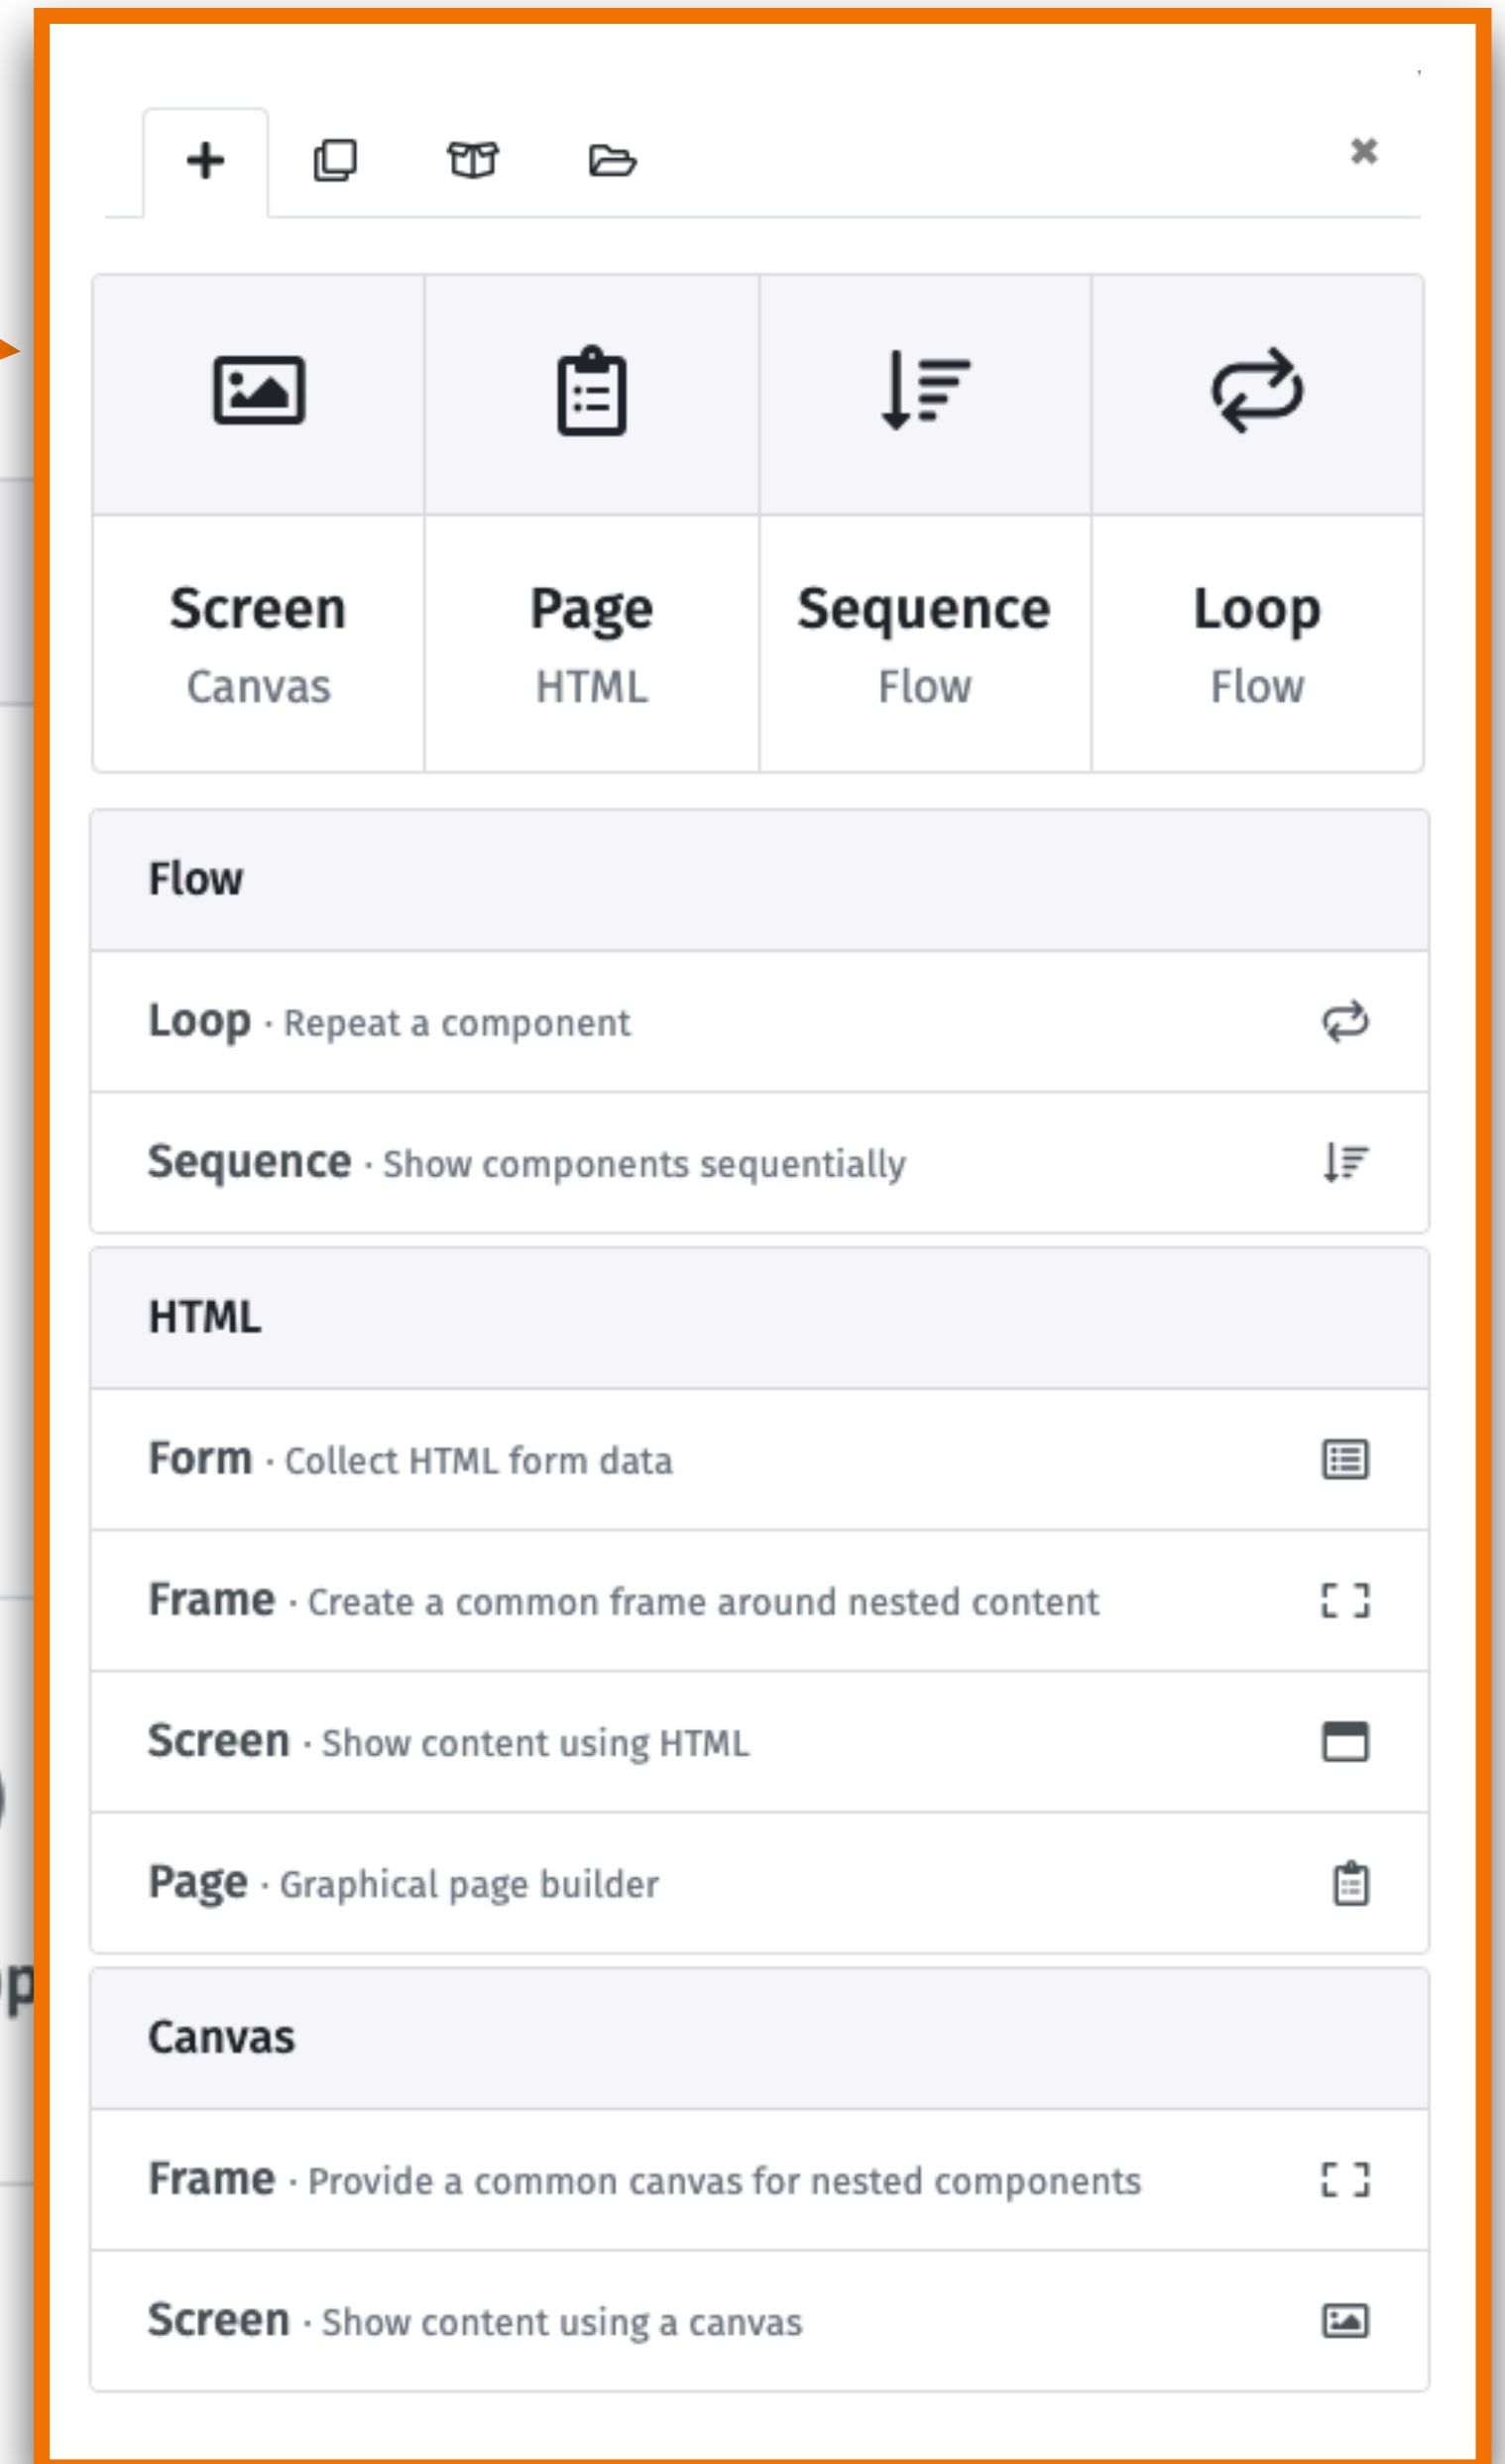 Screen
Canvas
Page
HTML
Sequence
Flow
Loop
Flow
Flow
Loop · Repeat a component
Sequence · Show components sequentially
HTML
Form · Collect HTML form data
Frame · Create a common frame around nested content
Screen · Show content using HTML
Page · Graphical page builder
Canvas
Frame · Provide a common canvas for nested components
Screen · Show content using a canvas